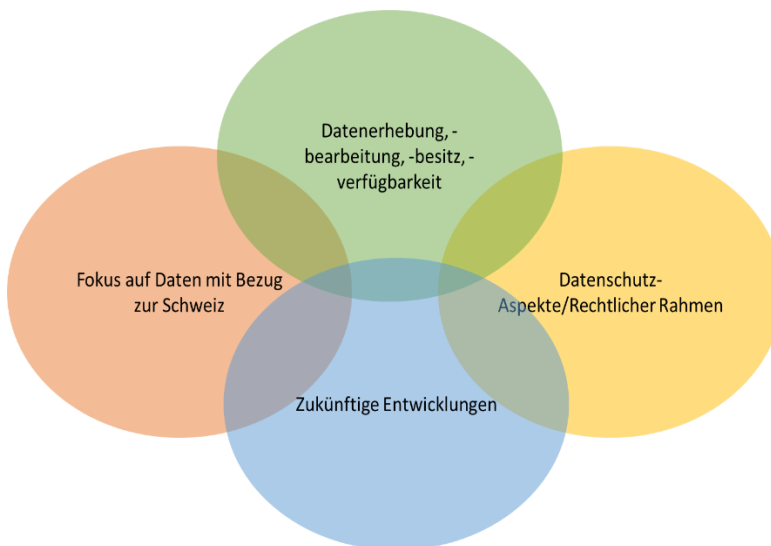 Datenerhebung, -
bearbeitung, -besitz, -
verfügbarkeit
Fokus auf Daten mit Bezug
zur Schweiz
Datenschutz-
Aspekte/Rechtlicher Rahmen
Zukünftige Entwicklungen